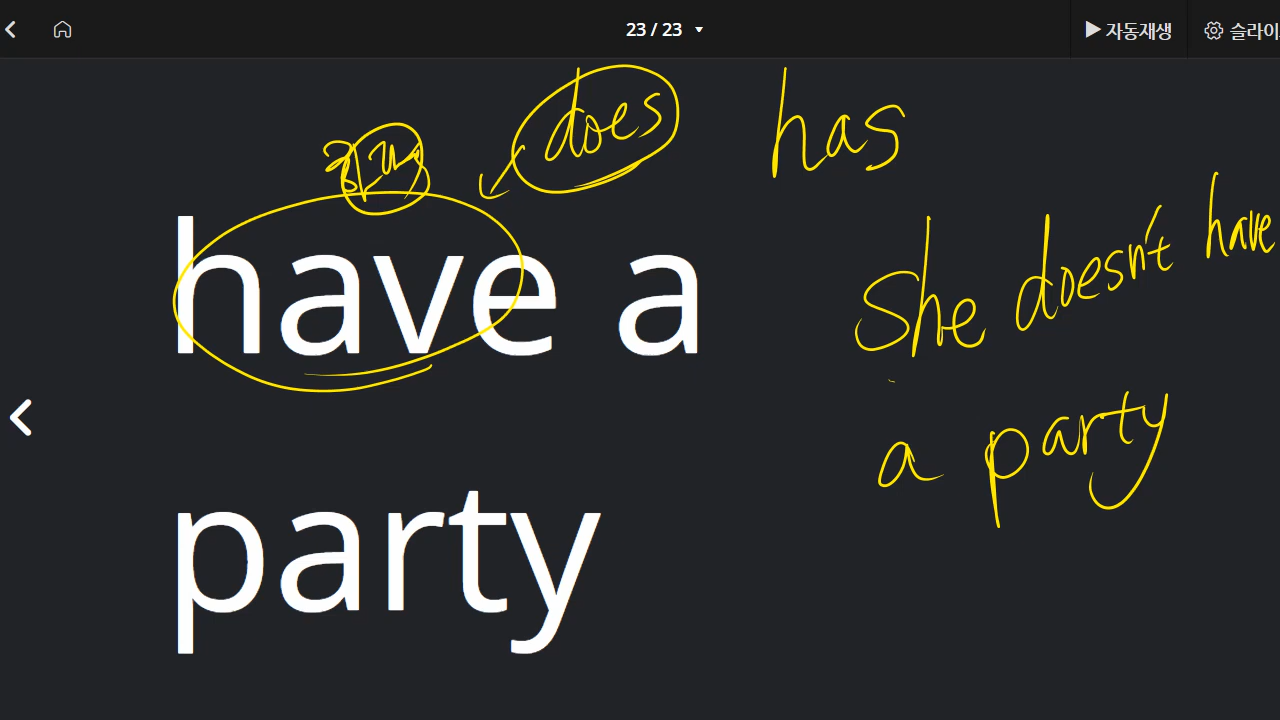 23 / 23
자동재생
슬라이
does has
have a
She doesn't have
a party
party